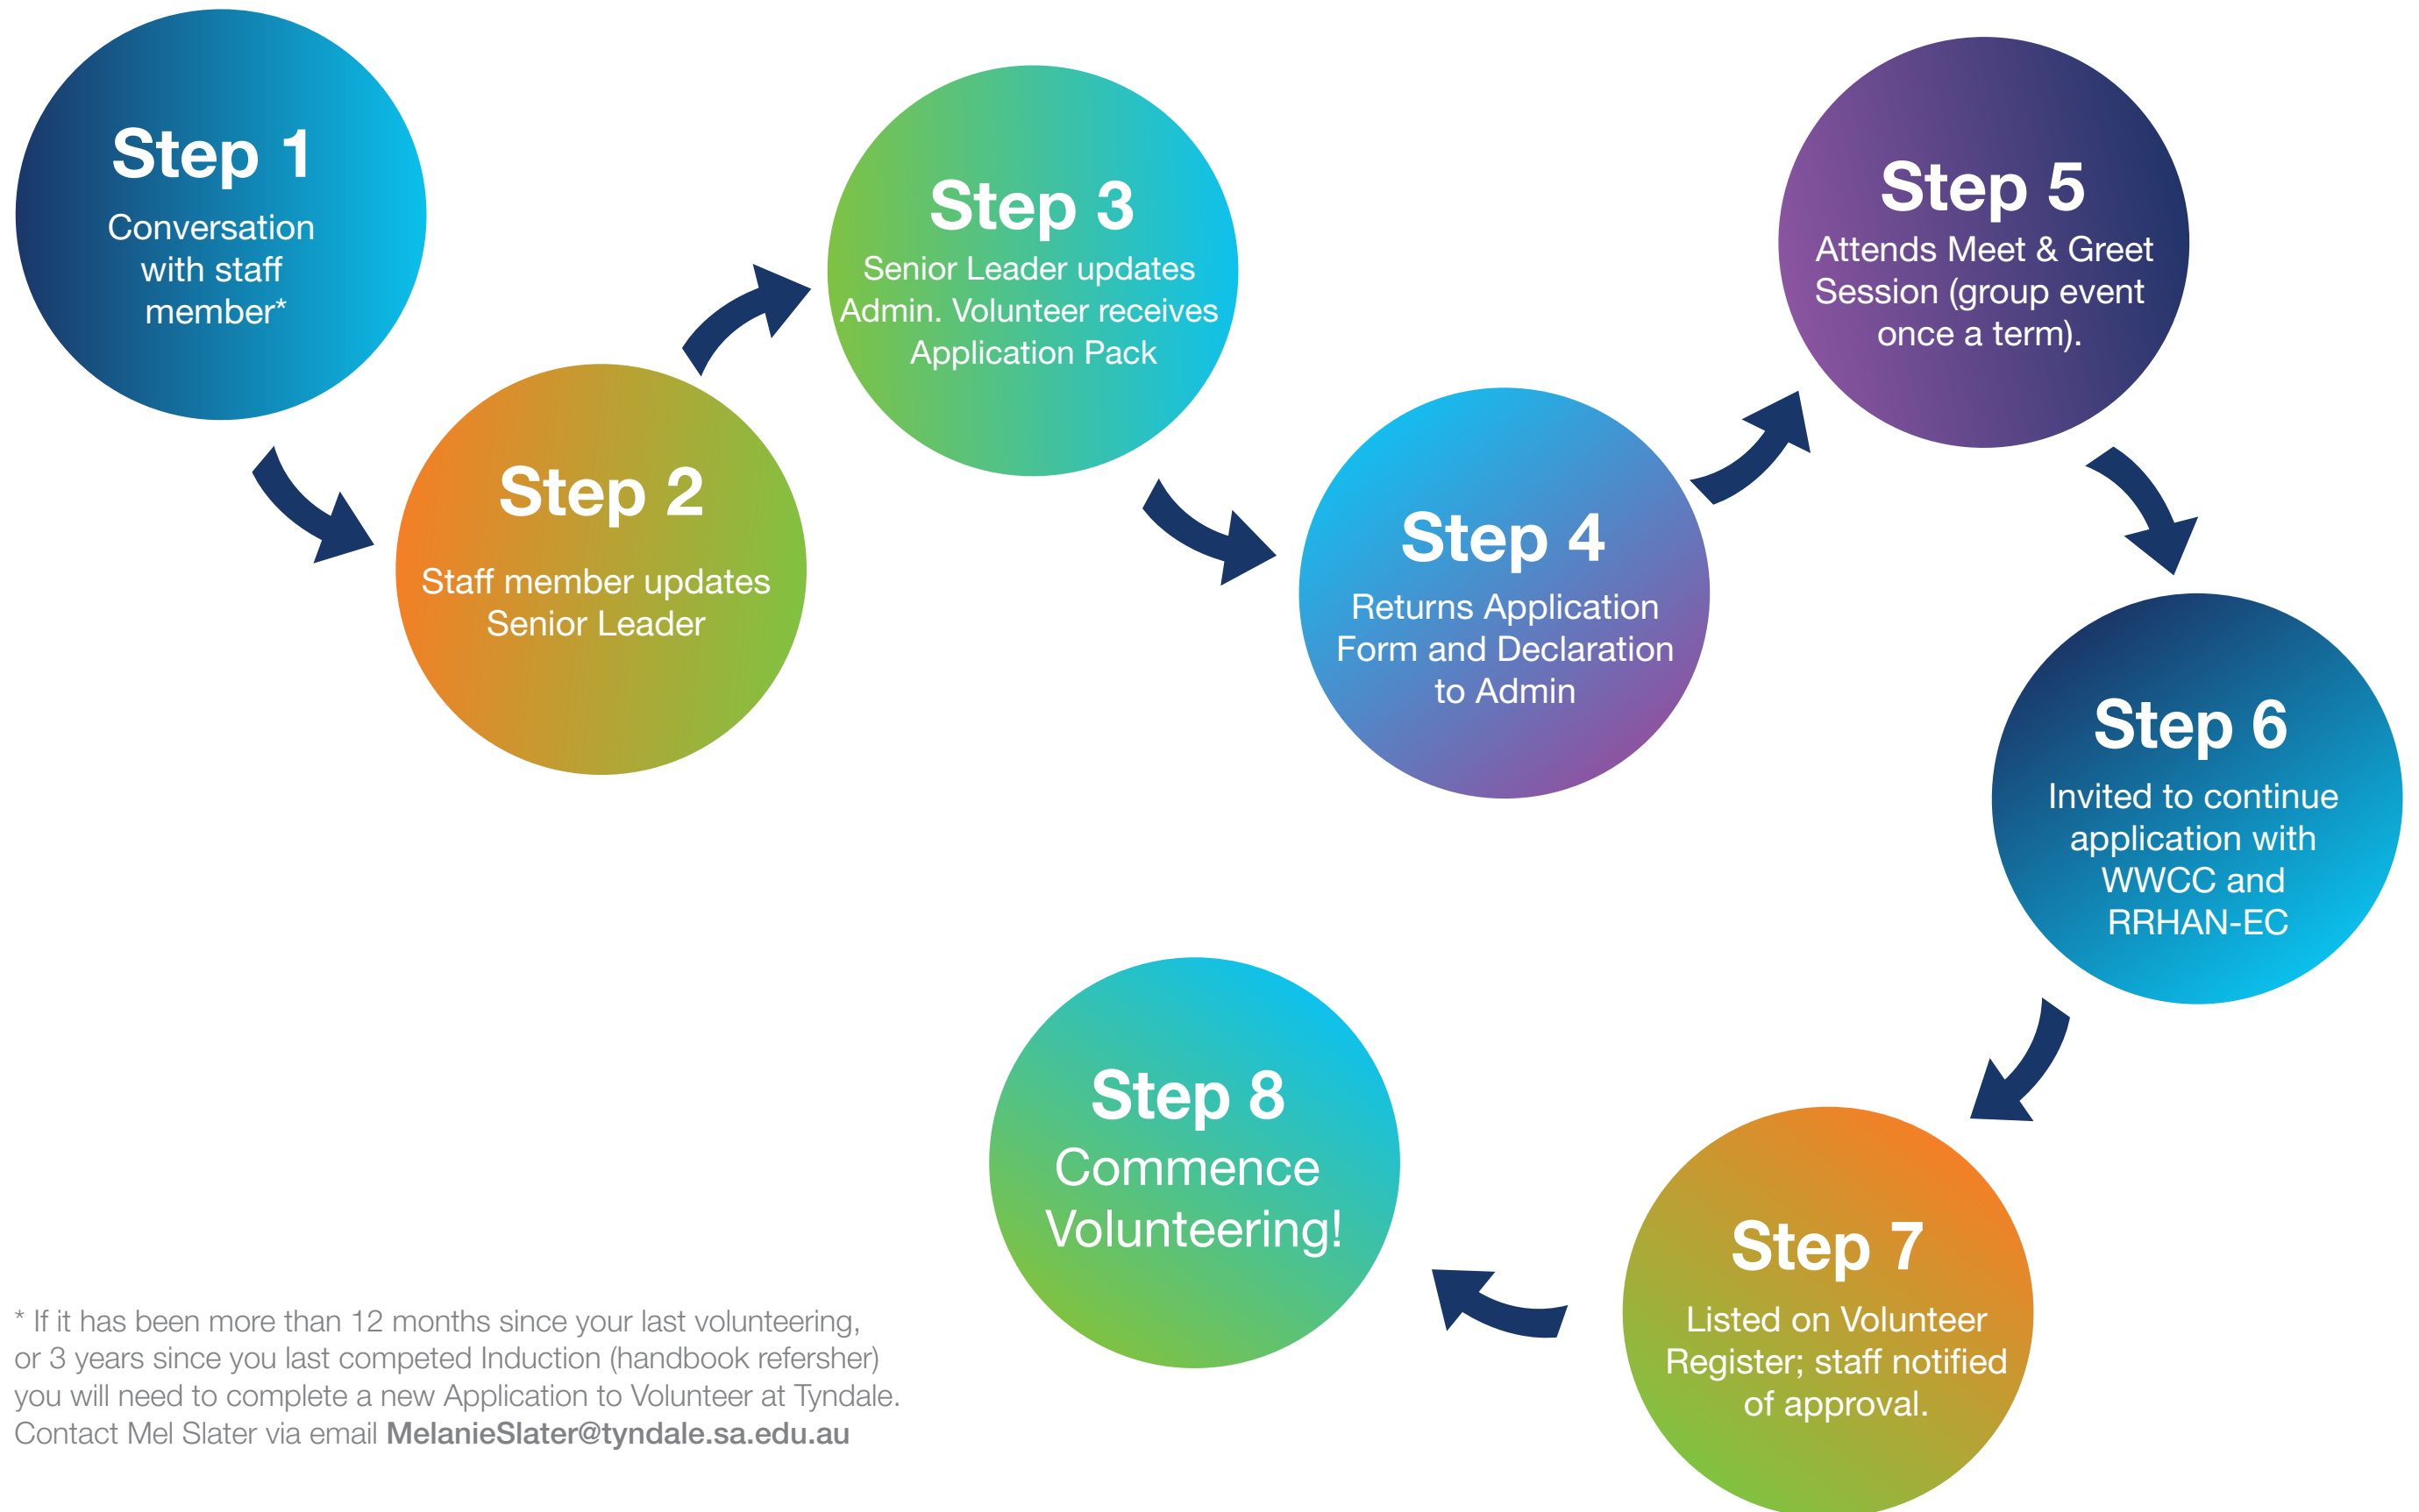 Step 1
Conversation
with staff
member*
Step 2
Staff member updates
Senior Leader
Step 3
Senior Leader updates
Admin. Volunteer receives
Application Pack
Step 4
Returns Application
Form and Declaration
to Admin
Step 5
Attends Meet & Greet
Session (group event
once a term).
Step 6
Invited to continue
application with
WWCC and
RRHAN-EC
Step 7
Listed on Volunteer
Register; staff notified
of approval.
Step 8
Commence
Volunteering!
* If it has been more than 12 months since your last volunteering,
or 3 years since you last competed Induction (handbook refersher)
you will need to complete a new Application to Volunteer at Tyndale.
Contact Mel Slater via email MelanieSlater@tyndale.sa.edu.au